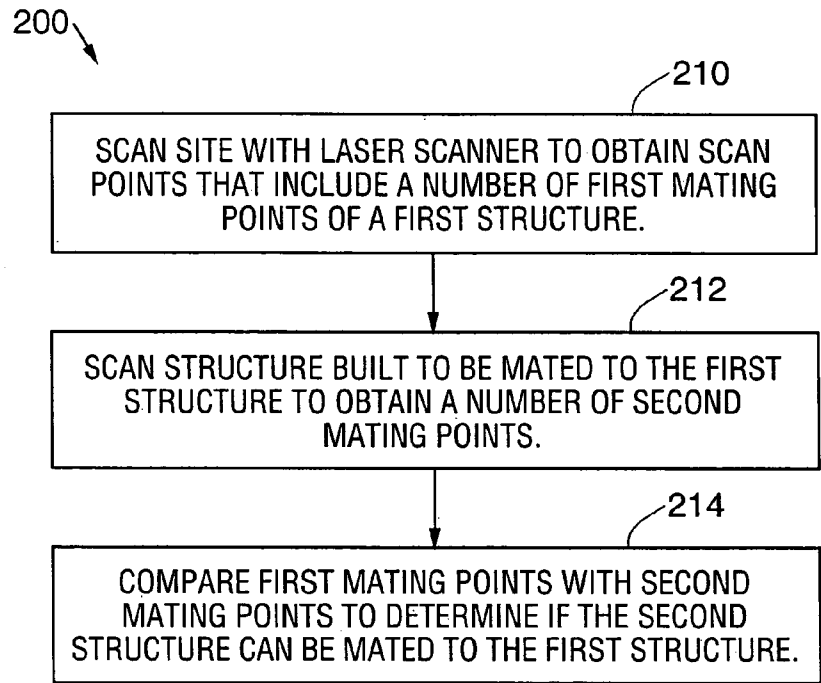 200
210
SCAN SITE WITH LASER SCANNER TO OBTAIN SCAN
POINTS THAT INCLUDE A NUMBER OF FIRST MATING
POINTS OF A FIRST STRUCTURE.
212
SCAN STRUCTURE BUILT TO BE MATED TO THE FIRST
STRUCTURE TO OBTAIN A NUMBER OF SECOND
MATING POINTS.
214
COMPARE FIRST MATING POINTS WITH SECOND
MATING POINTS TO DETERMINE IF THE SECOND
STRUCTURE CAN BE MATED TO THE FIRST STRUCTURE.